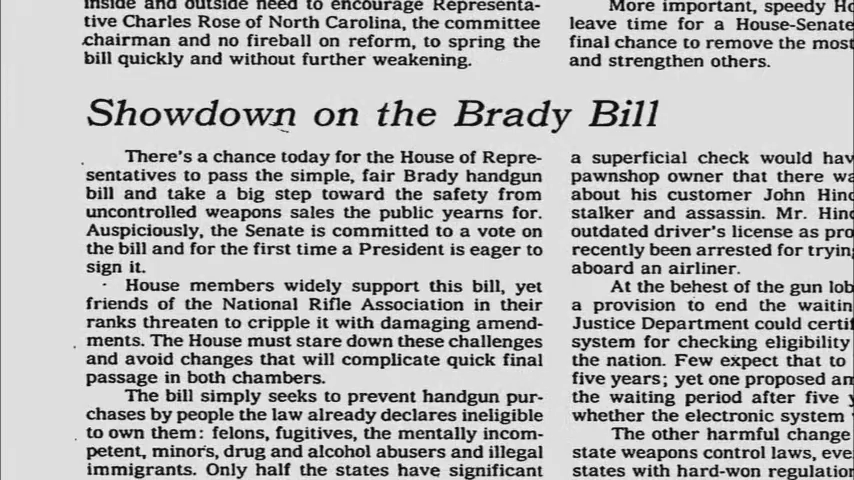 inside and outside need to encourage Representa-
tive Charles Rose of North Carolina, the committee
chairman and no fireball on reform, to spring the
bill quickly and without further weakening.
More important, speedy
leave time for a House-Senate
final chance to remove the most
and strengthen others.
Showdown on the Brady Bill
There's a chance today for the House of Repre-
sentatives to pass the simple, fair Brady handgun
bill and take a big step toward the safety from
uncontrolled weapons sales the public yearns for.
Auspiciously, the Senate is committed to a vote on
the bill and for the first time a President is eager to
sign it.
House members widely support this bill, yet
friends of the National Rifle Association in their
ranks threaten to cripple it with damaging amend-
ments. The House must stare down these challenges
and avoid changes that will complicate quick final
passage in both chambers.
The bill simply seeks to prevent handgun pur-
chases by people the law already declares ineligible
to own them: felons, fugitives, the mentally incom-
petent, minors, drug and alcohol abusers and illegal
immigrants. Only half the states have significant
a superficial check would hav
pawnshop owner that there wa
about his customer John Hinc
stalker and assassin. Mr. Hinc
outdated driver's license as pro
recently been arrested for trying
aboard an airliner.
At the behest of the gun lob
a provision to end the waitin
Justice Department could certif
system for checking eligibility
the nation. Few expect that to
five years; yet one proposed am
the waiting period after five y
whether the electronic system
The other harmful change
state weapons control laws, eve
states with hard-won regulation